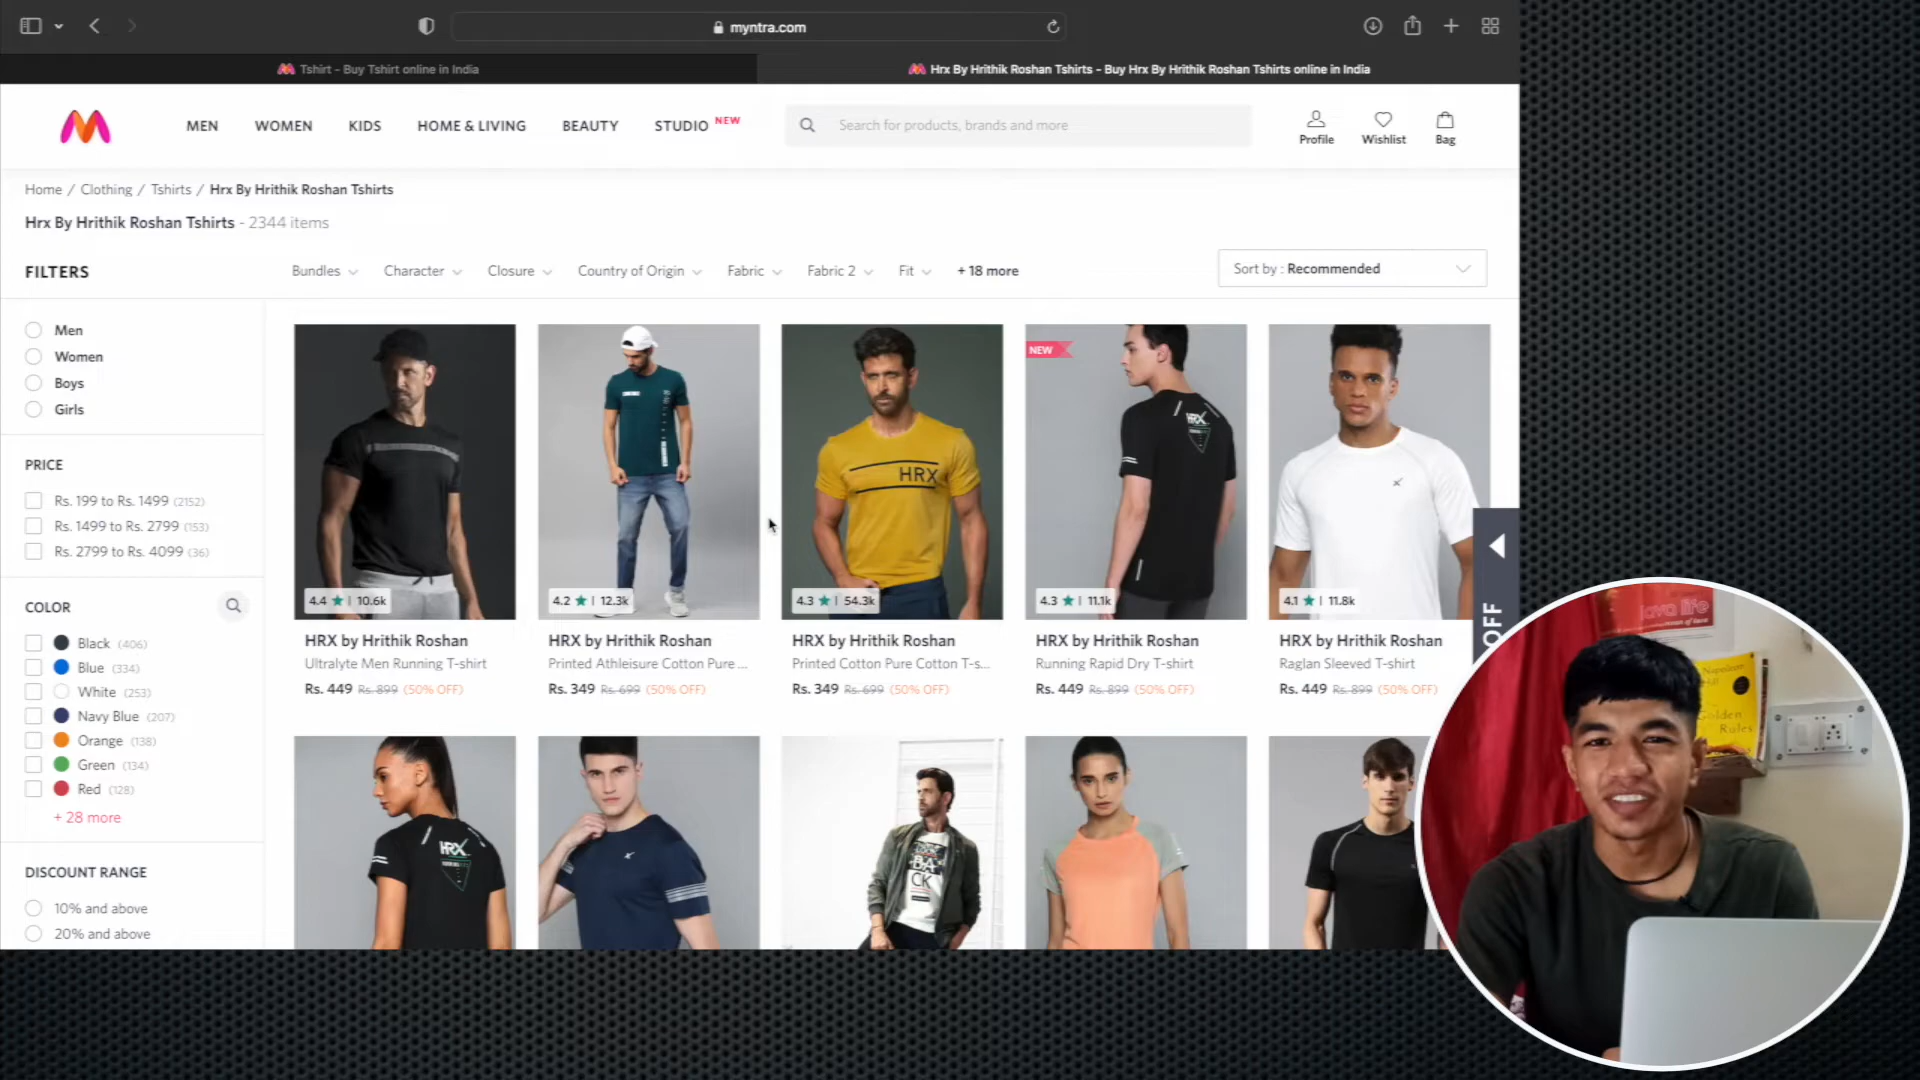 myntra.com
Tshirt - Buy Tshirt online in India
Hrx By Hrithik Roshan Tshirts - Buy Hrx By Hrithik Roshan Tshirts online in India
MEN WOMEN KIDS HOME & LIVING BEAUTY STUDIO NEW
Search for products, brands and more
Profile Wishlist Bag
Home / Clothing / Tshirts / Hrx By Hrithik Roshan Tshirts
Hrx By Hrithik Roshan Tshirts - 2344 items
FILTERS
Bundles Character Closure Country of Origin Fabric Fabric 2 Fit + 18 more
Sort by : Recommended
Men
Women
Boys
Girls
PRICE
Rs. 199 to Rs. 1499 (2152)
Rs. 1499 to Rs. 2799 (153)
Rs. 2799 to Rs. 4099 (36)
COLOR
Black (406)
Blue (334)
White (253)
Navy Blue (207)
Orange (138)
Green (134)
Red (128)
+ 28 more
DISCOUNT RANGE
10% and above
20% and above
NEW
HRX
HRX
4.4 ★ | 10.6k
4.2 ★ | 12.3k
4.3 ★ | 54.3k
4.3 ★ | 11.1k
4.1 ★ | 11.8k
HRX by Hrithik Roshan
Ultralyte Men Running T-shirt
Rs. 449 Rs. 899 (50% OFF)
HRX by Hrithik Roshan
Printed Athleisure Cotton Pure ...
Rs. 349 Rs. 699 (50% OFF)
HRX by Hrithik Roshan
Printed Cotton Pure Cotton T-s...
Rs. 349 Rs. 699 (50% OFF)
HRX by Hrithik Roshan
Running Rapid Dry T-shirt
Rs. 449 Rs. 899 (50% OFF)
HRX by Hrithik Roshan
Raglan Sleeved T-shirt
Rs. 449 Rs. 899 (50% OFF)
OFF
HRX
CK
Golden
Rules